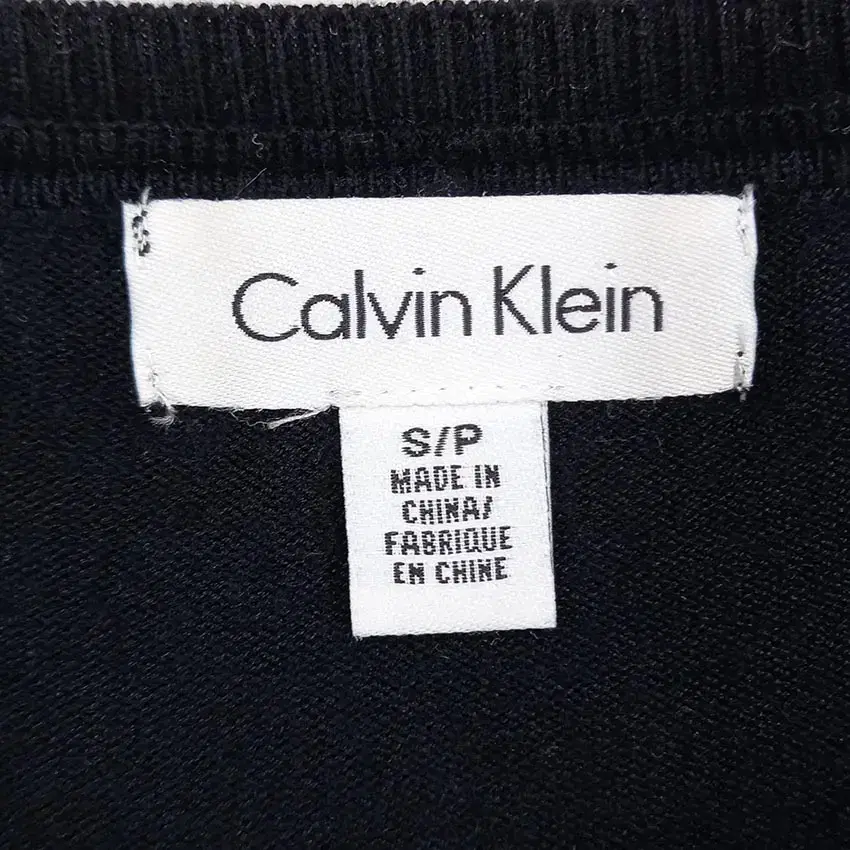 Calvin Klein
S/P
MADE IN
CHINA/
FABRIQUE
EN CHINE